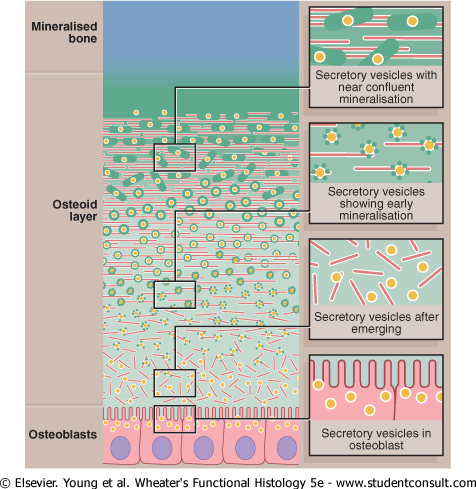 Mineralised
bone
Osteoid
layer
Osteoblasts
Secretory vesicles with
near confluent
mineralisation
Secretory vesicles
showing early
mineralisation
Secretory vesicles after
emerging
Secretory vesicles in
osteoblast
© Elsevier. Young et al. Wheater's Functional Histology 5e - www.studentconsult.com